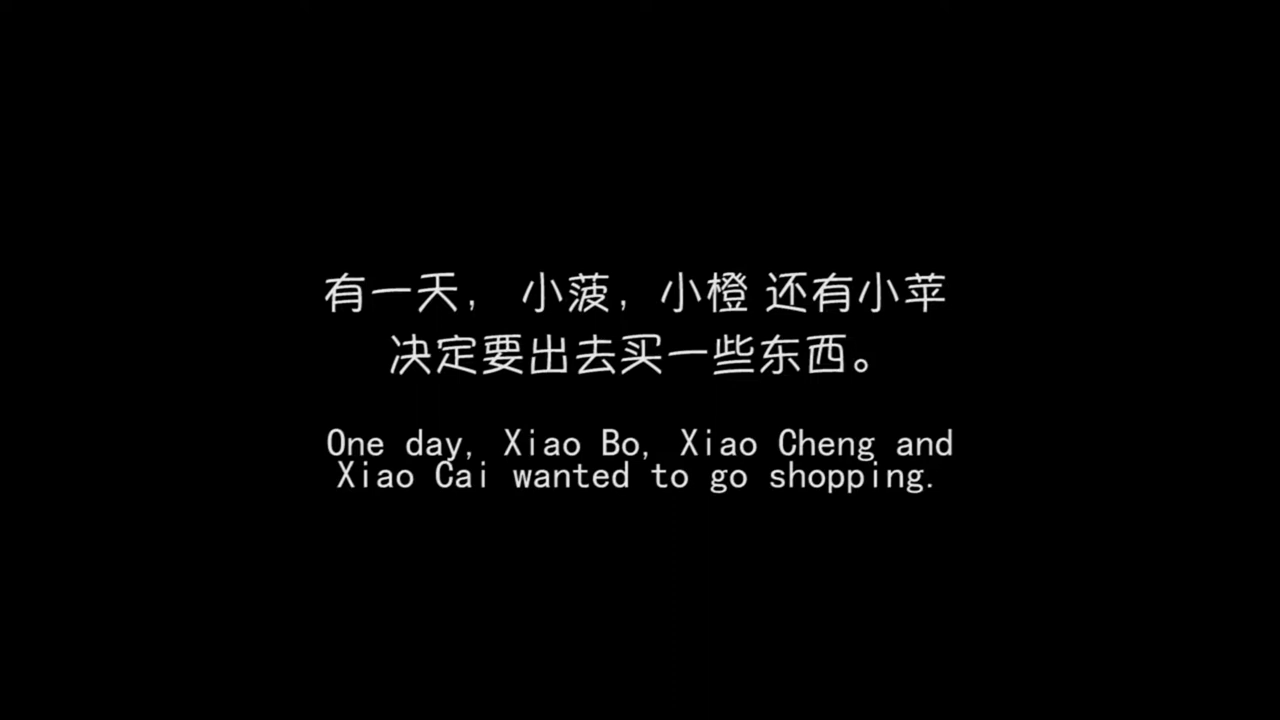 有一天， 小菠，小橙 还有小苹
决定要出去买一些东西。
One day, Xiao Bo, Xiao Cheng and
Xiao Cai wanted to go shopping.